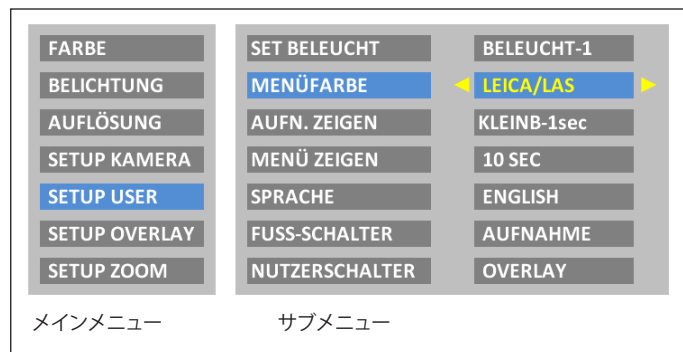 FARBE
BELICHTUNG
AUFLÖSUNG
SETUP KAMERA
SETUP USER
SETUP OVERLAY
SETUP ZOOM
SET BELEUCHT BELEUCHT-1
MENÜFARBE LEICA/LAS
AUFN. ZEIGEN KLEINB-1sec
MENÜ ZEIGEN 10 SEC
SPRACHE ENGLISH
FUSS-SCHALTER AUFNAHME
NUTZERSCHALTER OVERLAY
メインメニュー
サブメニュー